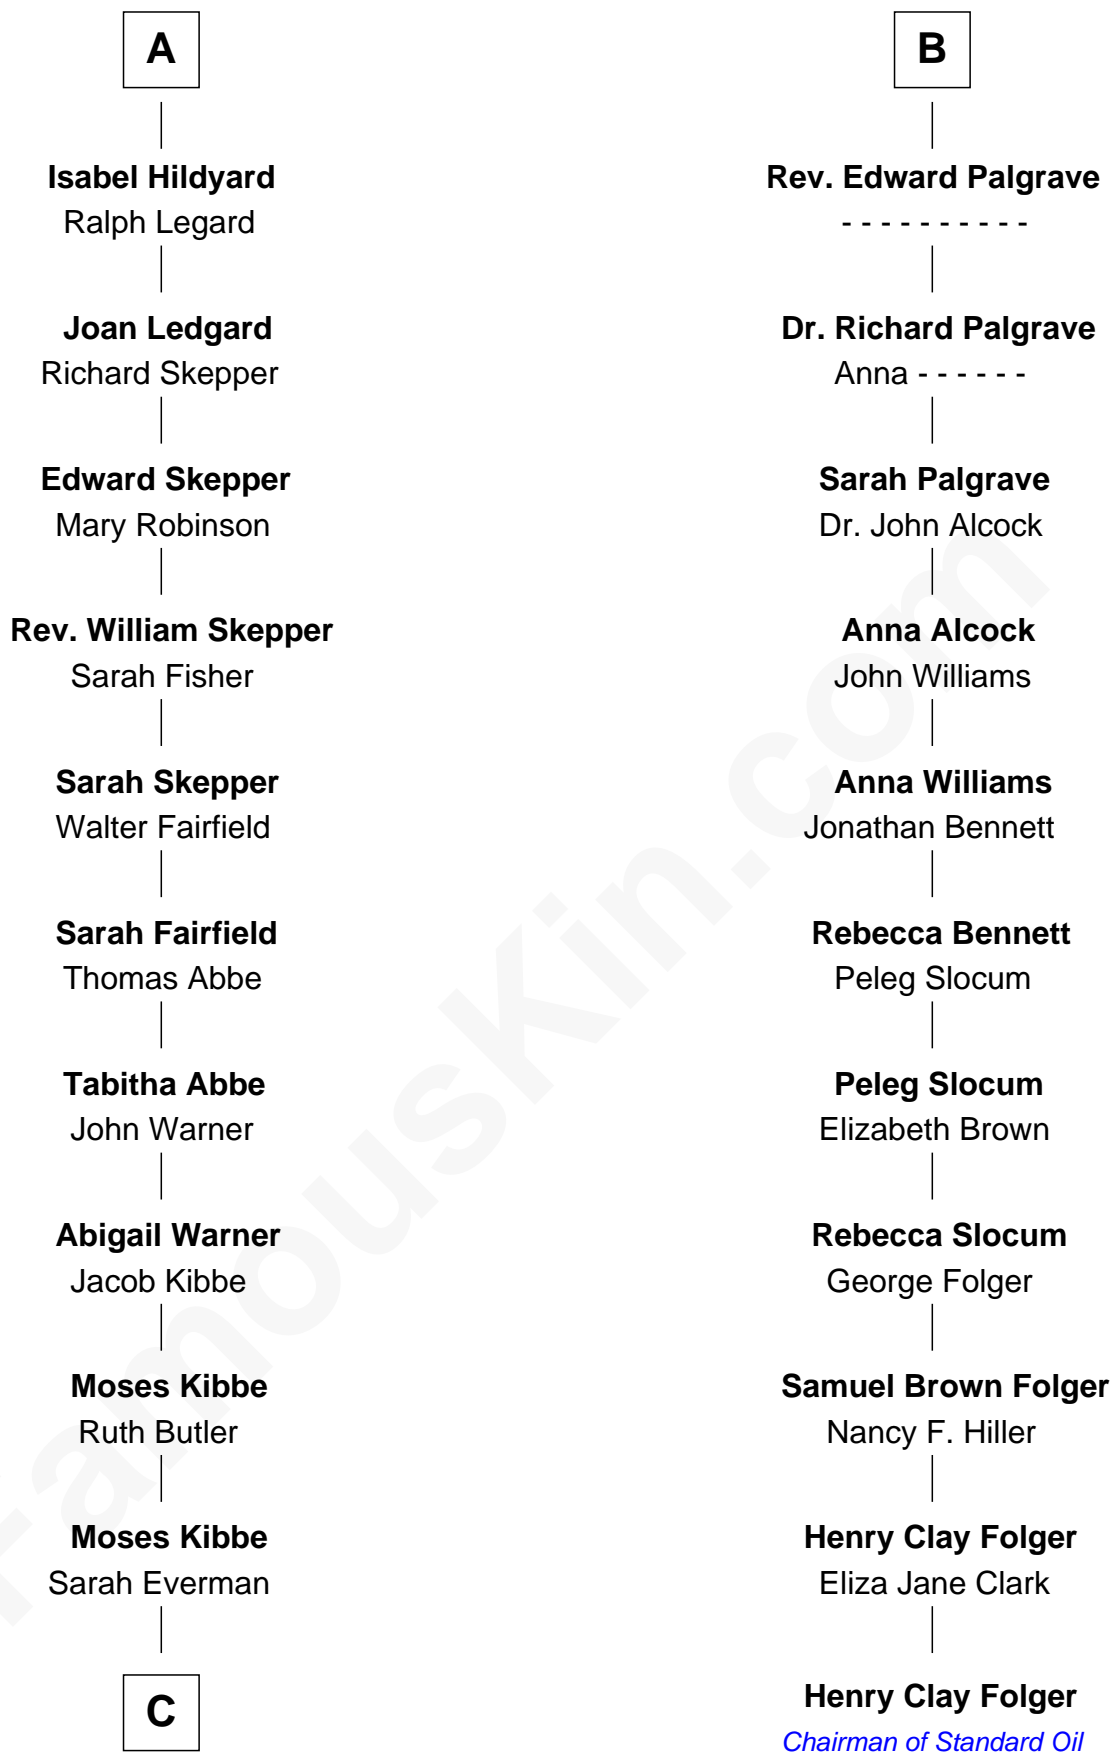 A
Isabel Hildyard
Ralph Legard
Joan Ledgard
Richard Skepper
Edward Skepper
Mary Robinson
Rev. William Skepper
Sarah Fisher
Sarah Skepper
Walter Fairfield
Sarah Fairfield
Thomas Abbe
Tabitha Abbe
John Warner
Abigail Warner
Jacob Kibbe
Moses Kibbe
Ruth Butler
Moses Kibbe
Sarah Everman
C
B
Rev. Edward Palgrave
- - - - - - - - - -
Dr. Richard Palgrave
Anna - - - - - -
Sarah Palgrave
Dr. John Alcock
Anna Alcock
John Williams
Anna Williams
Jonathan Bennett
Rebecca Bennett
Peleg Slocum
Peleg Slocum
Elizabeth Brown
Rebecca Slocum
George Folger
Samuel Brown Folger
Nancy F. Hiller
Henry Clay Folger
Eliza Jane Clark
Henry Clay Folger
Chairman of Standard Oil
FamousKin.com